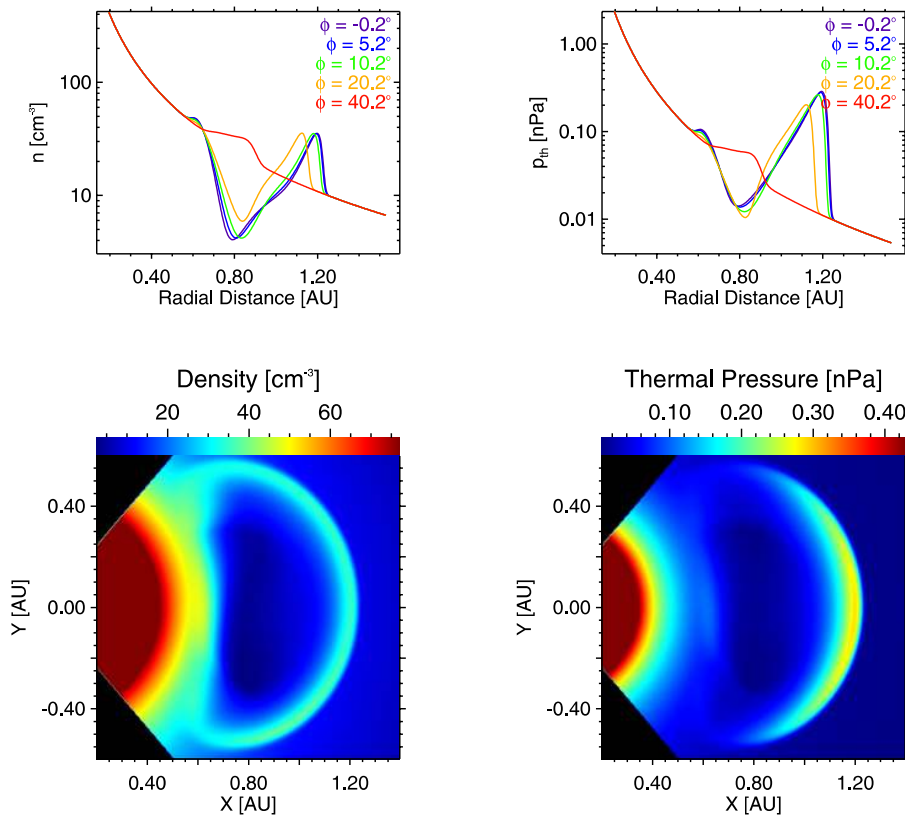 ϕ = -0.2°
ϕ = 5.2°
ϕ = 10.2°
ϕ = 20.2°
ϕ = 40.2°
100
10
n [cm⁻³]
0.40 0.80 1.20
Radial Distance [AU]
ϕ = -0.2°
ϕ = 5.2°
ϕ = 10.2°
ϕ = 20.2°
ϕ = 40.2°
1.00
0.10
0.01
pth [nPa]
0.40 0.80 1.20
Radial Distance [AU]
Density [cm⁻³]
20 40 60
0.40
0.00
-0.40
Y [AU]
0.40 0.80 1.20
X [AU]
Thermal Pressure [nPa]
0.10 0.20 0.30 0.40
0.40
0.00
-0.40
Y [AU]
0.40 0.80 1.20
X [AU]